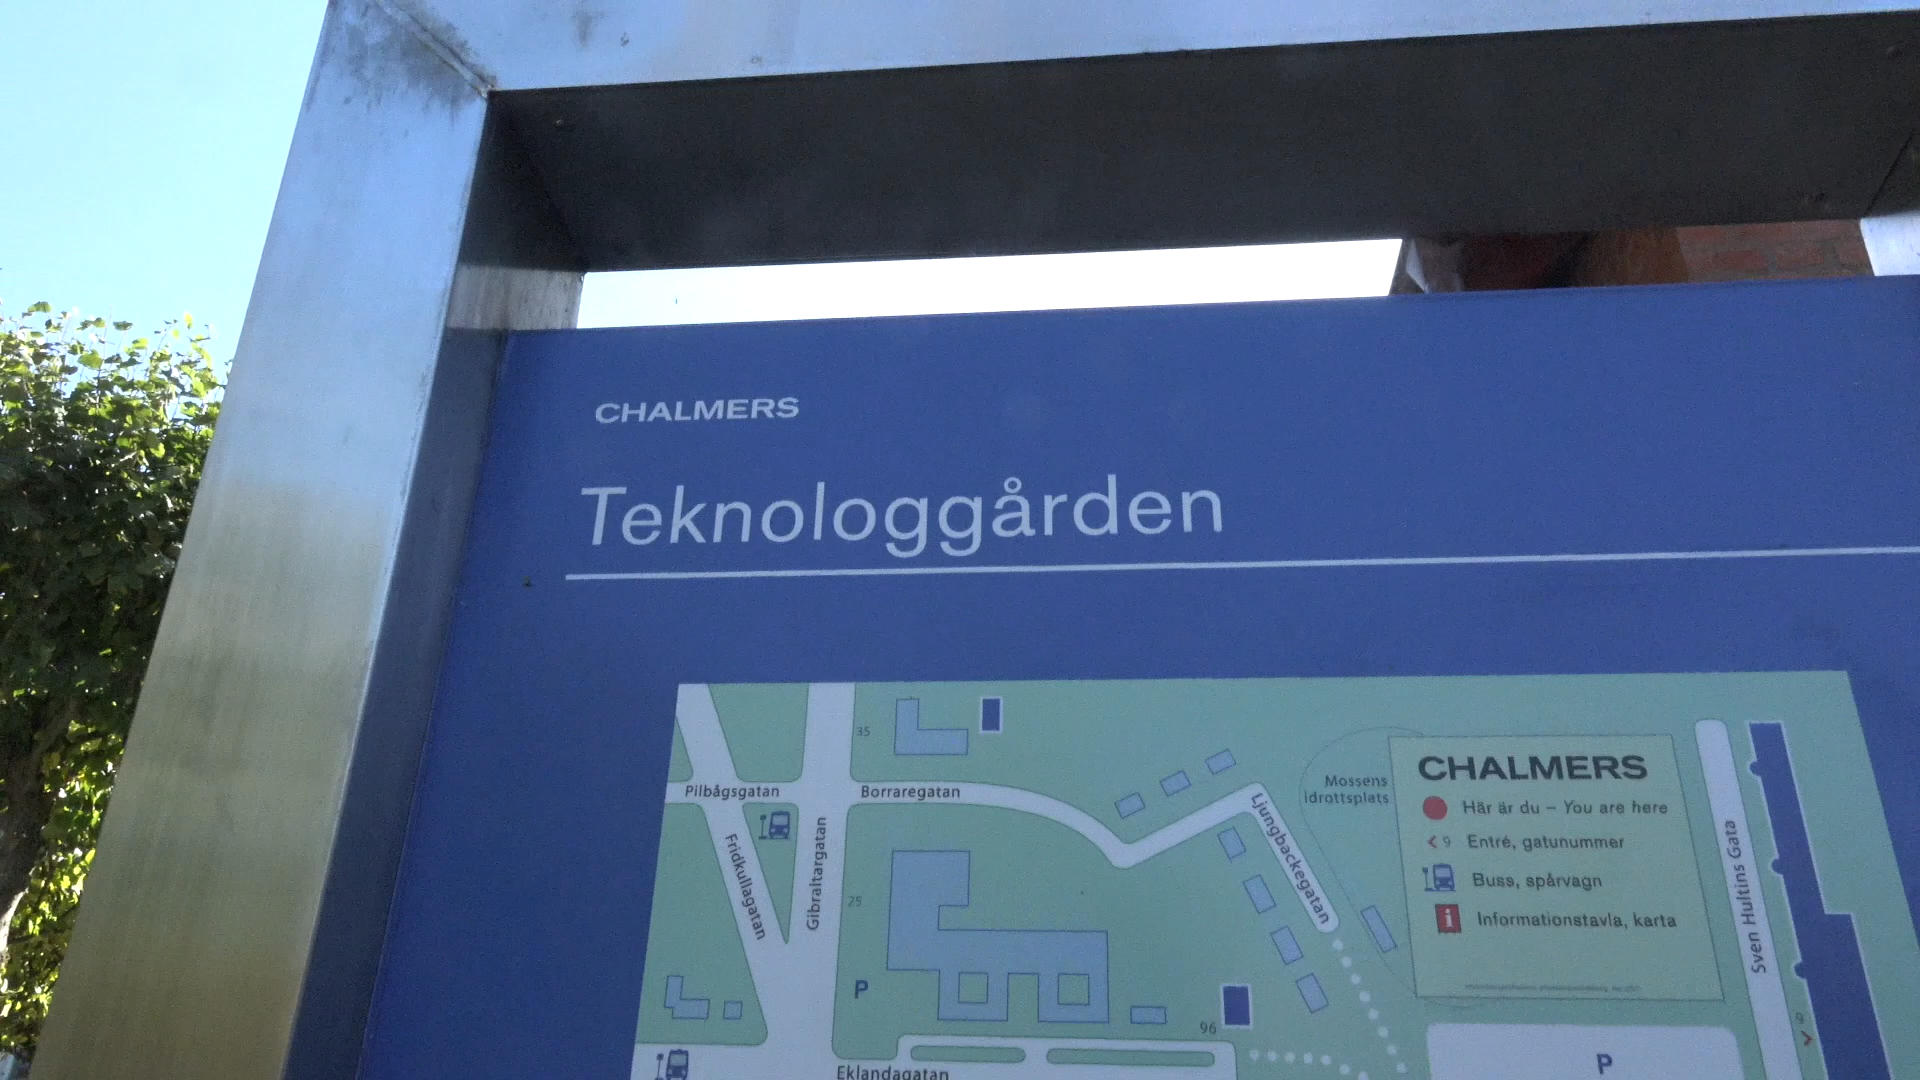 CHALMERS
Teknologgården
35
Pilbågsgatan
Borraregatan
Fridkullagatan
Gibraltargatan
25
P
Ljungbackegatan
Mossens
Idrottsplats
CHALMERS
Här är du – You are here
9 Entré, gatunummer
Buss, spårvagn
i Informationstavla, karta
Sven Hultins Gata
96
9
P
Eklandagatan